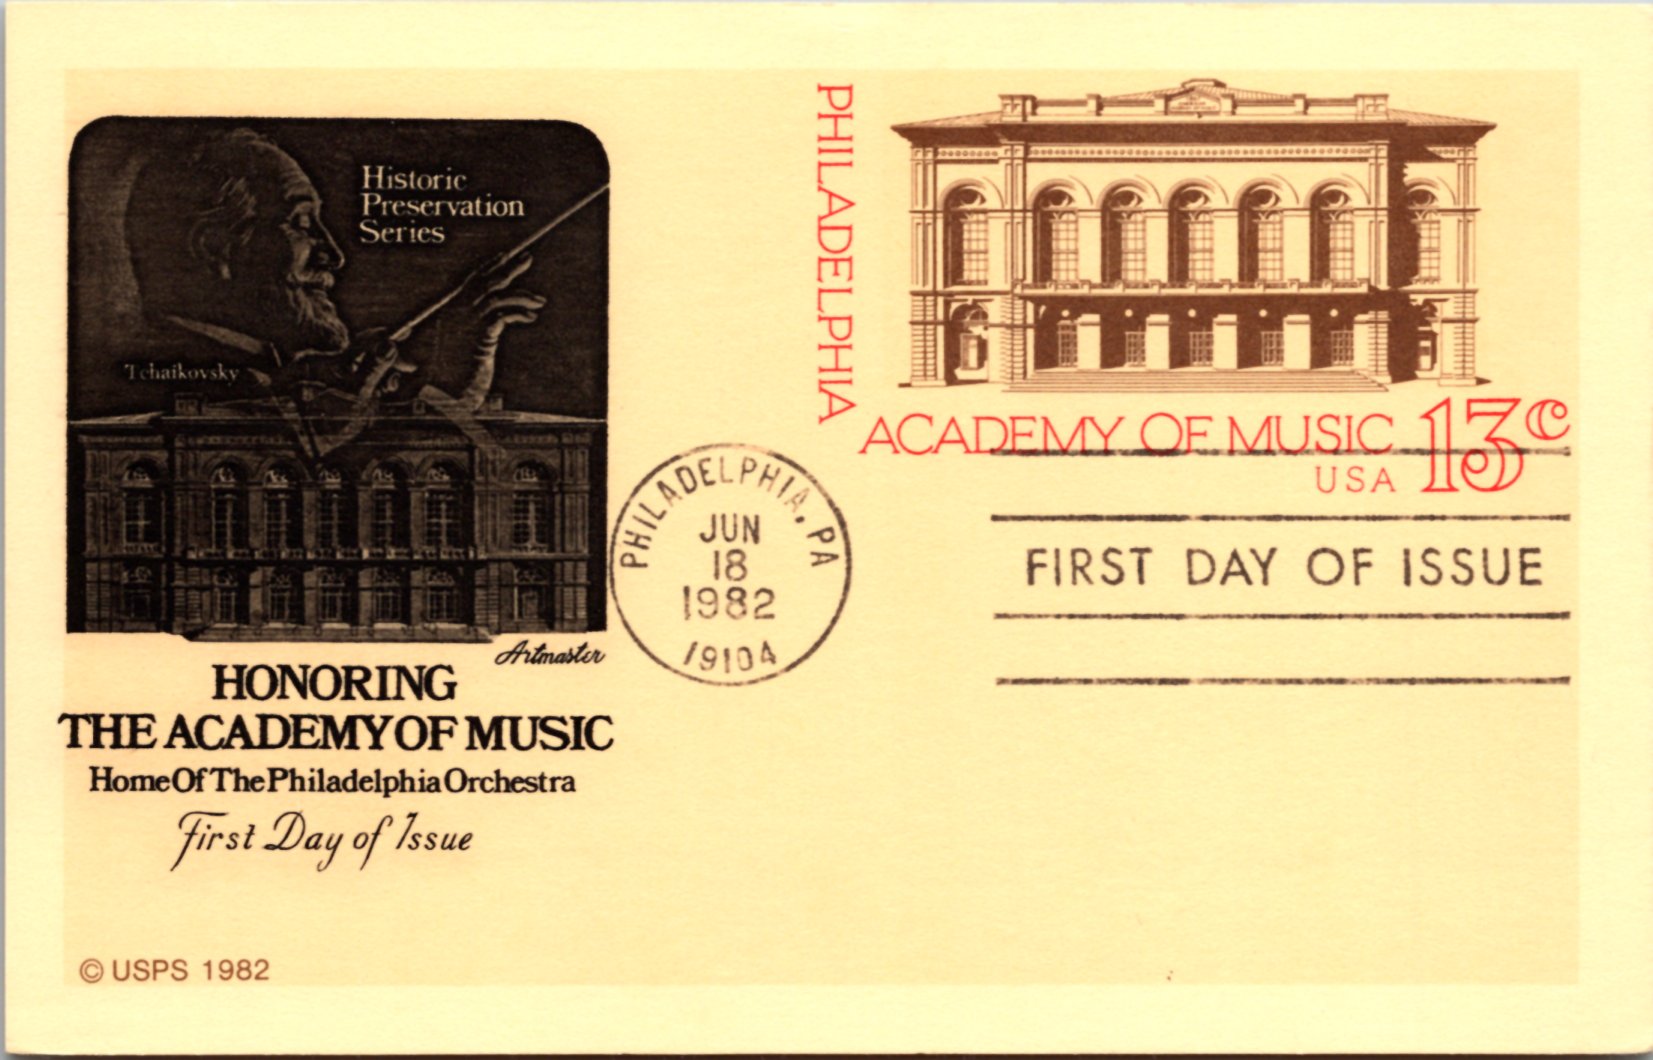 Historic
Preservation
Series
Tchaikovsky
Artmaster
HONORING
THE ACADEMY OF MUSIC
Home Of The Philadelphia Orchestra
First Day of Issue
© USPS 1982
PHILADELPHIA, PA
JUN
18
1982
19104
PHILADELPHIA
ACADEMY OF MUSIC
USA
13c
FIRST DAY OF ISSUE